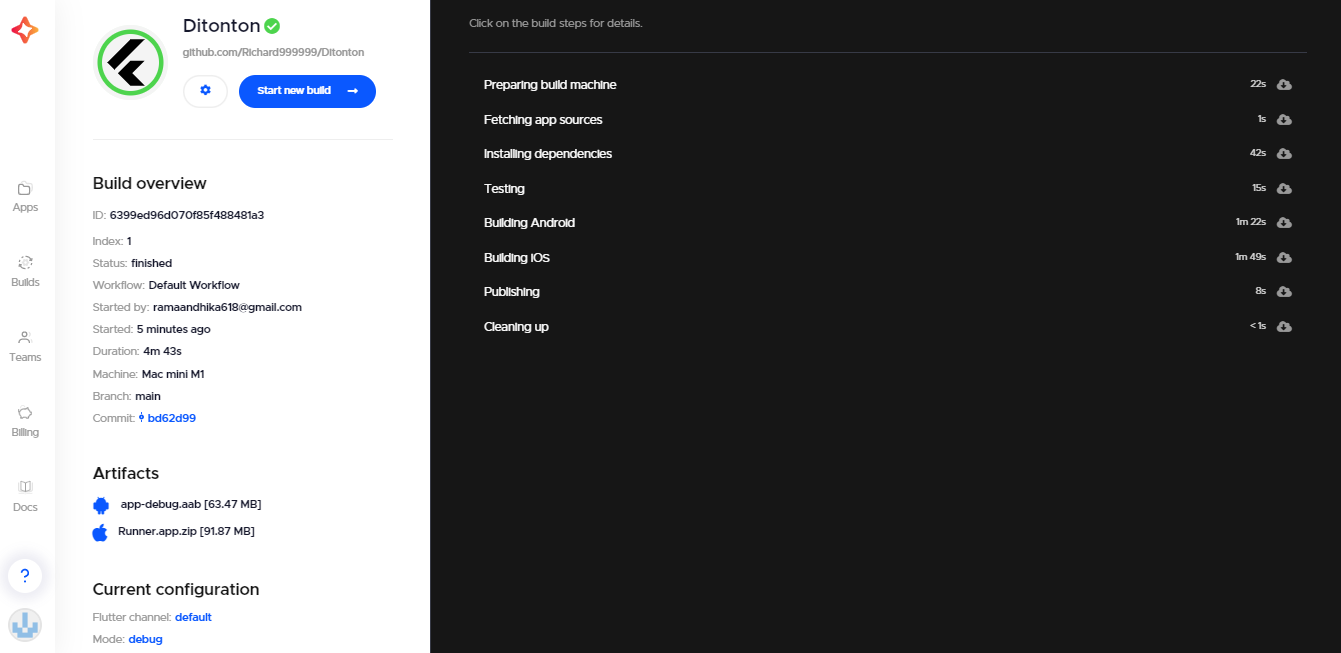 Apps
Builds
Teams
Billing
Docs
?
Ditonton
github.com/Richard999999/Ditonton
Start new build →
Build overview
ID: 6399ed96d070f85f488481a3
Index: 1
Status: finished
Workflow: Default Workflow
Started by: ramaandhika618@gmail.com
Started: 5 minutes ago
Duration: 4m 43s
Machine: Mac mini M1
Branch: main
Commit: bd62d99
Artifacts
app-debug.aab [63.47 MB]
Runner.app.zip [91.87 MB]
Current configuration
Flutter channel: default
Mode: debug
Click on the build steps for details.
Preparing build machine 22s
Fetching app sources 1s
Installing dependencies 42s
Testing 15s
Building Android 1m 22s
Building iOS 1m 49s
Publishing 8s
Cleaning up < 1s